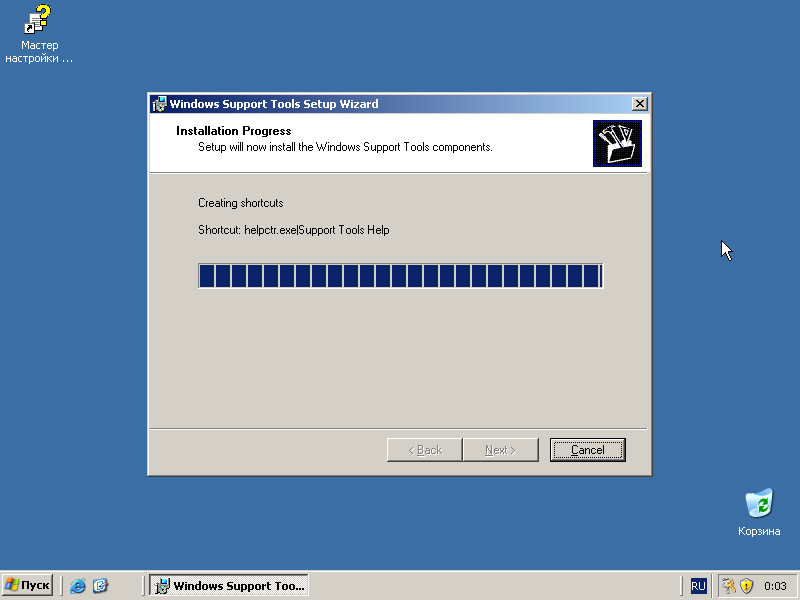 Мастер
настройки ...
Windows Support Tools Setup Wizard
Installation Progress
Setup will now install the Windows Support Tools components.
Creating shortcuts
Shortcut: helpctr.exe|Support Tools Help
< Back
Next >
Cancel
Корзина
Пуск
Windows Support Too...
RU
0:03